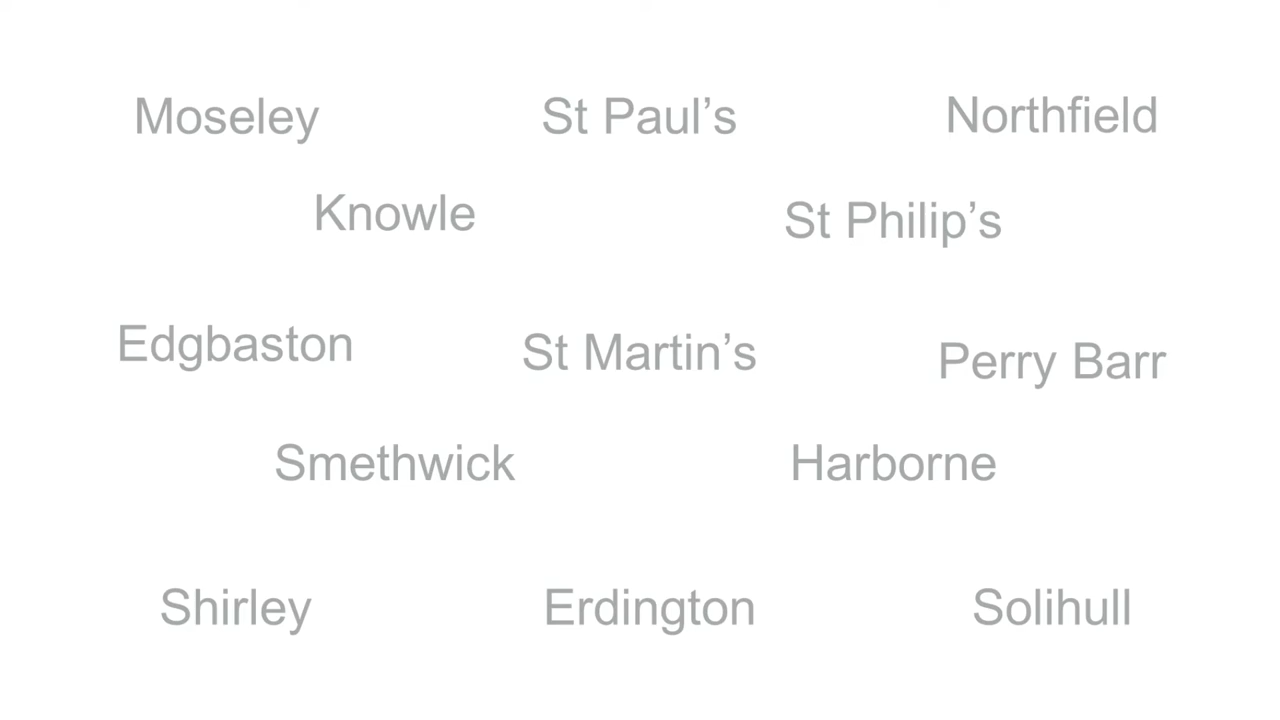 Moseley St Paul’s Northfield
Knowle St Philip’s
Edgbaston St Martin’s Perry Barr
Smethwick Harborne
Shirley Erdington Solihull